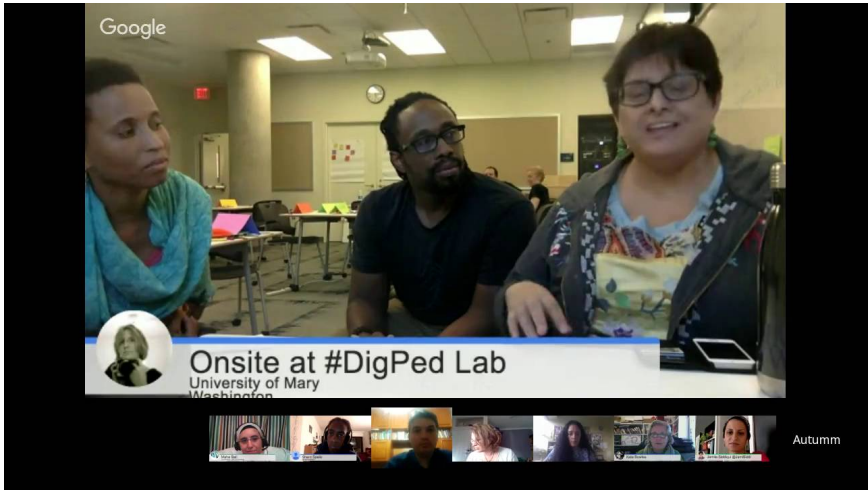 Google
Onsite at #DigPed Lab
University of Mary
Washington
Autumm